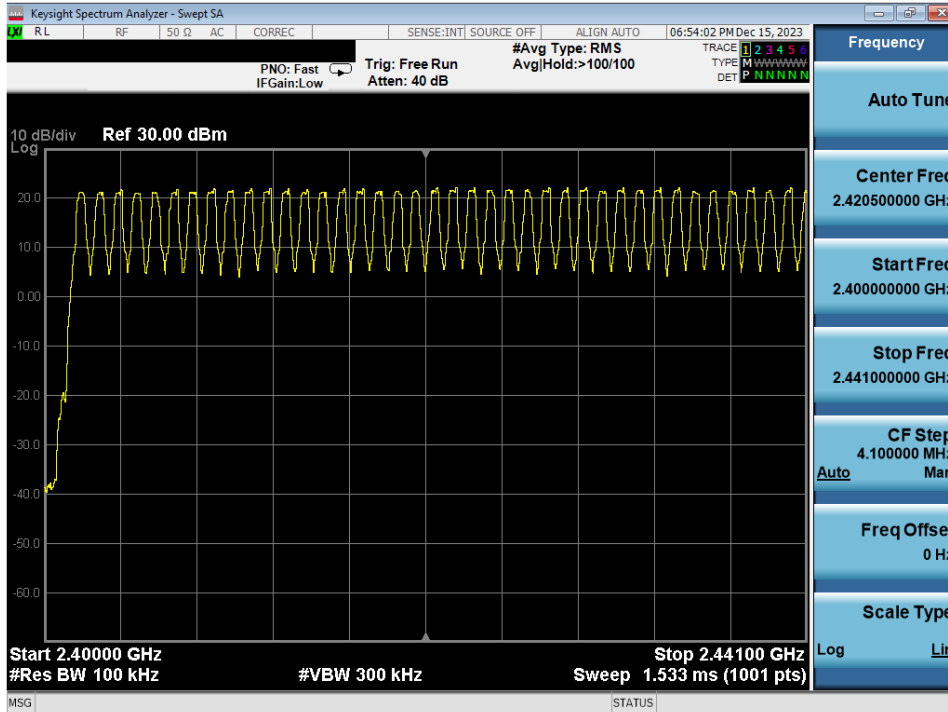 Keysight Spectrum Analyzer - Swept SA
LXI RL RF 50 Ω AC CORREC SENSE:INT SOURCE OFF ALIGN AUTO 06:54:02 PM Dec 15, 2023
#Avg Type: RMS TRACE 1 2 3 4 5 6
PNO: Fast Trig: Free Run Avg|Hold:>100/100 TYPE M WWWWW
IFGain:Low Atten: 40 dB DET P N N N N N
10 dB/div Ref 30.00 dBm
Log
20.0
10.0
0.00
-10.0
-20.0
-30.0
-40.0
-50.0
-60.0
Start 2.40000 GHz Stop 2.44100 GHz
#Res BW 100 kHz #VBW 300 kHz Sweep 1.533 ms (1001 pts)
MSG STATUS
Frequency
Auto Tune
Center Freq
2.420500000 GHz
Start Freq
2.400000000 GHz
Stop Freq
2.441000000 GHz
CF Step
4.100000 MHz
Auto Man
Freq Offse
0 Hz
Scale Type
Log Lin